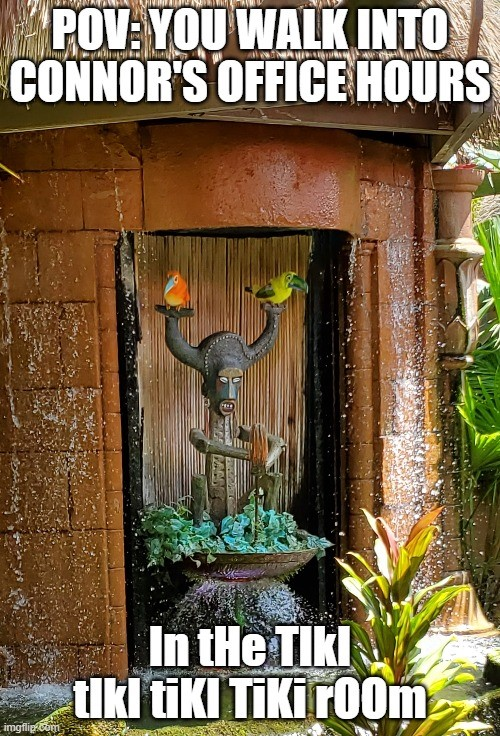 POV: YOU WALK INTO
CONNOR'S OFFICE HOURS
In tHe TIkI
tIkI tiKI TiKi rOOm
imgflip.com